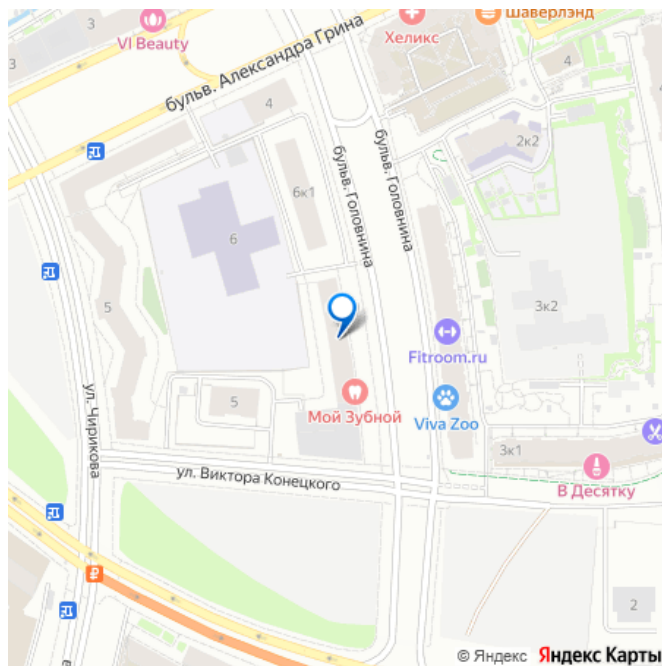 Шаверлэнд
Хеликс
VI Beauty
3
3
бульв. Александра Грина
4
4
2к2
бульв. Головнина
бульв. Головнина
6к1
6
5
3к2
Fitroom.ru
5
Мой Зубной
Viva Zoo
ул. Чирикова
3к1
ул. Виктора Конецкого
В Десятку
₽
2
© Яндекс Яндекс Карты